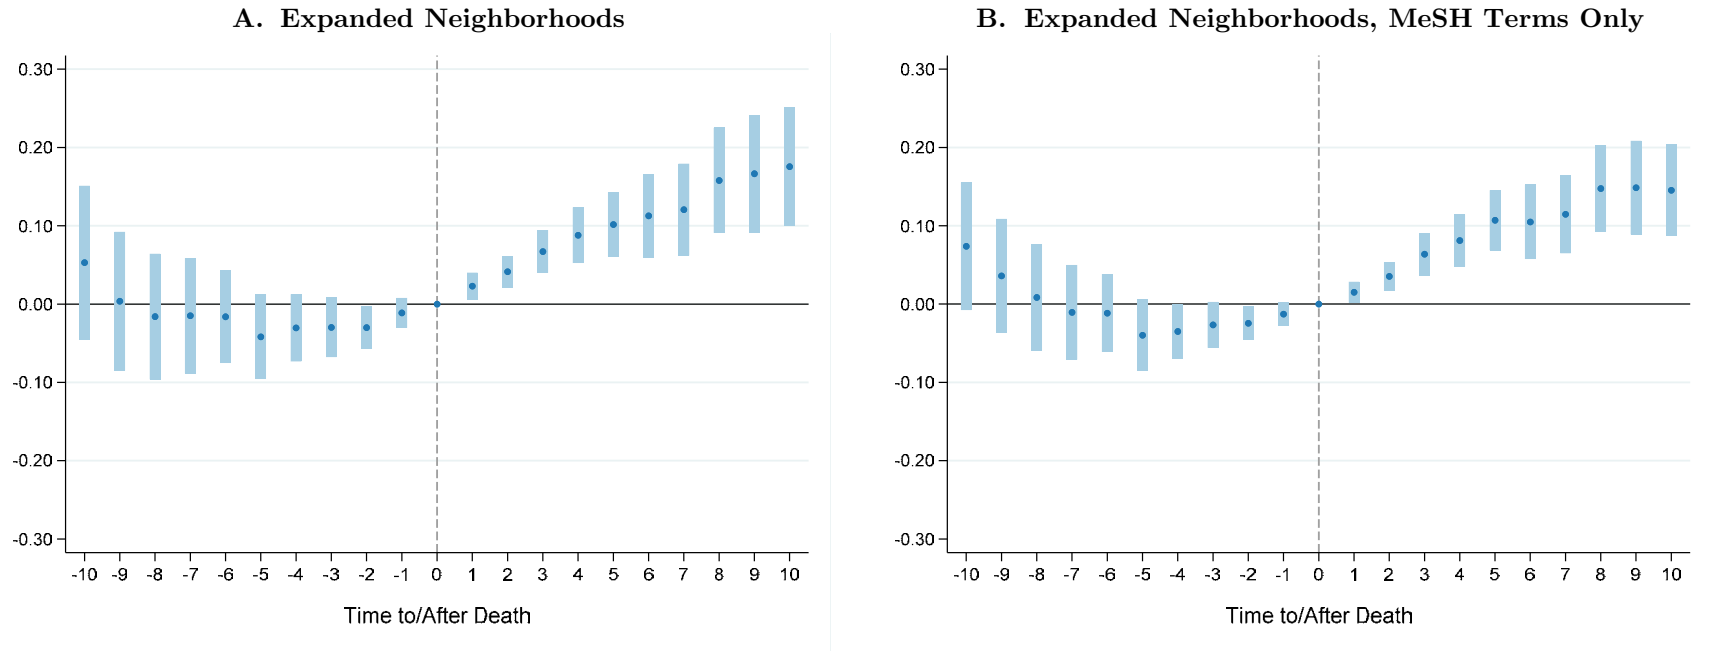 A. Expanded Neighborhoods
0.30
0.20
0.10
0.00
-0.10
-0.20
-0.30
-10 -9 -8 -7 -6 -5 -4 -3 -2 -1 0 1 2 3 4 5 6 7 8 9 10
Time to/After Death
B. Expanded Neighborhoods, MeSH Terms Only
0.30
0.20
0.10
0.00
-0.10
-0.20
-0.30
-10 -9 -8 -7 -6 -5 -4 -3 -2 -1 0 1 2 3 4 5 6 7 8 9 10
Time to/After Death